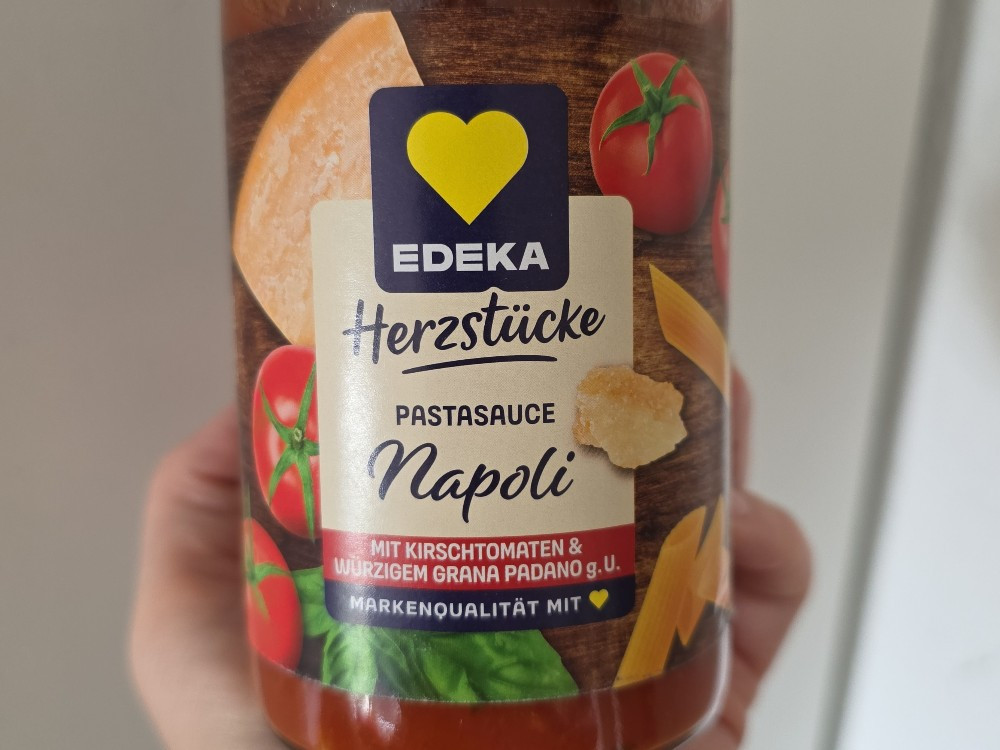 EDEKA
Herzstücke
PASTASAUCE
Napoli
MIT KIRSCHTOMATEN &
WÜRZIGEM GRANA PADANO g.U.
MARKENQUALITÄT MIT